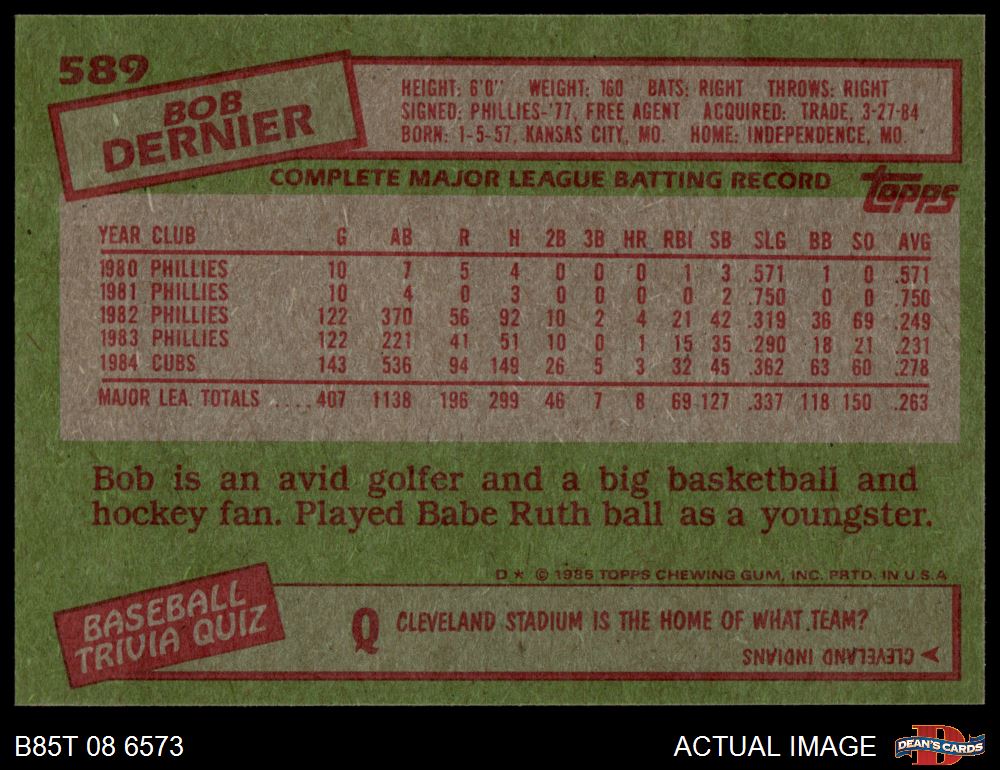 589
BOB
DERNIER
HEIGHT: 6'0" WEIGHT: 160 BATS: RIGHT THROWS: RIGHT
SIGNED: PHILLIES-'77, FREE AGENT ACQUIRED: TRADE, 3-27-84
BORN: 1-5-57, KANSAS CITY, MO. HOME: INDEPENDENCE, MO.
COMPLETE MAJOR LEAGUE BATTING RECORD
topps
YEAR CLUB G AB R H 2B 3B HR RBI SB SLG BB SO AVG
1980 PHILLIES 10 7 5 4 0 0 0 1 3 .571 1 0 .571
1981 PHILLIES 10 4 0 3 0 0 0 0 2 .750 0 0 .750
1982 PHILLIES 122 370 56 92 10 2 4 21 42 .319 36 69 .249
1983 PHILLIES 122 221 41 51 10 0 1 15 35 .290 18 21 .231
1984 CUBS 143 536 94 149 26 5 3 32 45 .362 63 60 .278
MAJOR LEA. TOTALS ....407 1138 196 299 46 7 8 69 127 .337 118 150 .263
Bob is an avid golfer and a big basketball and
hockey fan. Played Babe Ruth ball as a youngster.
D * © 1985 TOPPS CHEWING GUM, INC. PRTD. IN U.S.A
BASEBALL
TRIVIA QUIZ
Q CLEVELAND STADIUM IS THE HOME OF WHAT TEAM?
CLEVELAND INDIANS
B85T 08 6573
ACTUAL IMAGE
D
DEAN'S CARDS